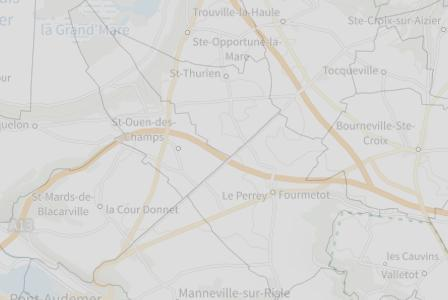 Trouville-la-Haule
Ste-Croix-sur-Aizier
la Grand'Mare
Ste-Opportune-la-
Mare
St-Thurien
Tocqueville
St-Ouen-des-
Champs
Bourneville-Ste-
Croix
St-Mards-de-
Blacarville
la Cour Donnet
Le Perrey
Fourmetot
A13
les Cauvins
Valletot
Pont-Audemer
Manneville-sur-Risle